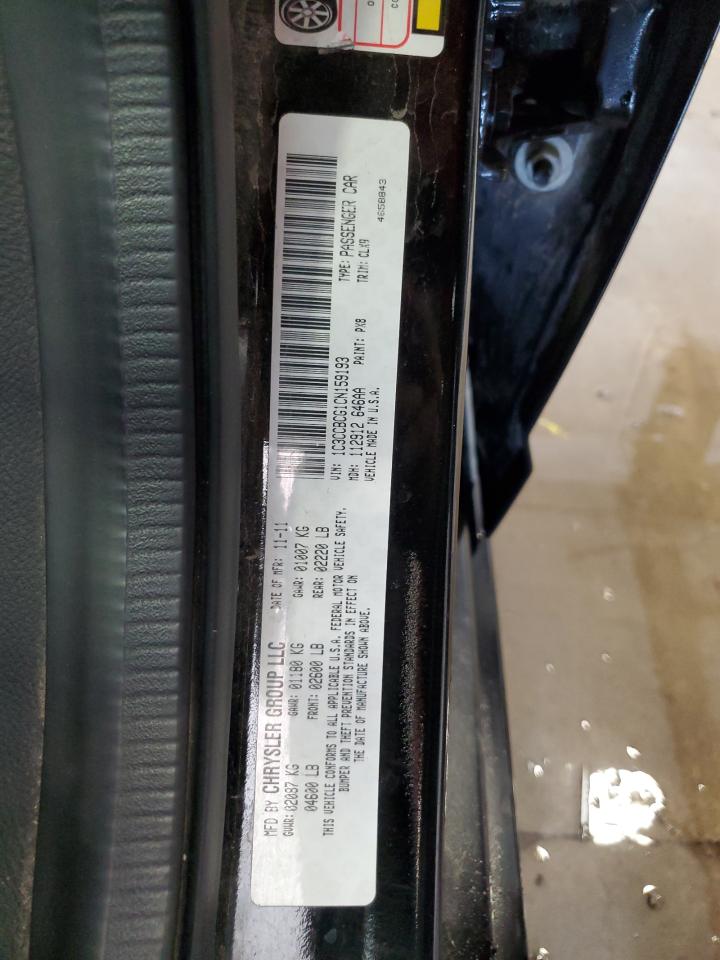 MFD BY CHRYSLER GROUP LLC DATE OF MFR: 11-11
GVWR: 02087 KG GAWR: 01180 KG GAWR: 01007 KG
04600 LB FRONT: 02600 LB REAR: 02220 LB
THIS VEHICLE CONFORMS TO ALL APPLICABLE U.S.A. FEDERAL MOTOR VEHICLE SAFETY,
BUMPER AND THEFT PREVENTION STANDARDS IN EFFECT ON
THE DATE OF MANUFACTURE SHOWN ABOVE.
VIN: 1C3CCBCG1CN159193 TYPE: PASSENGER CAR
MDH: 112912 646AA PAINT: PX8 TRIM: CLX9
VEHICLE MADE IN U.S.A.
4658843